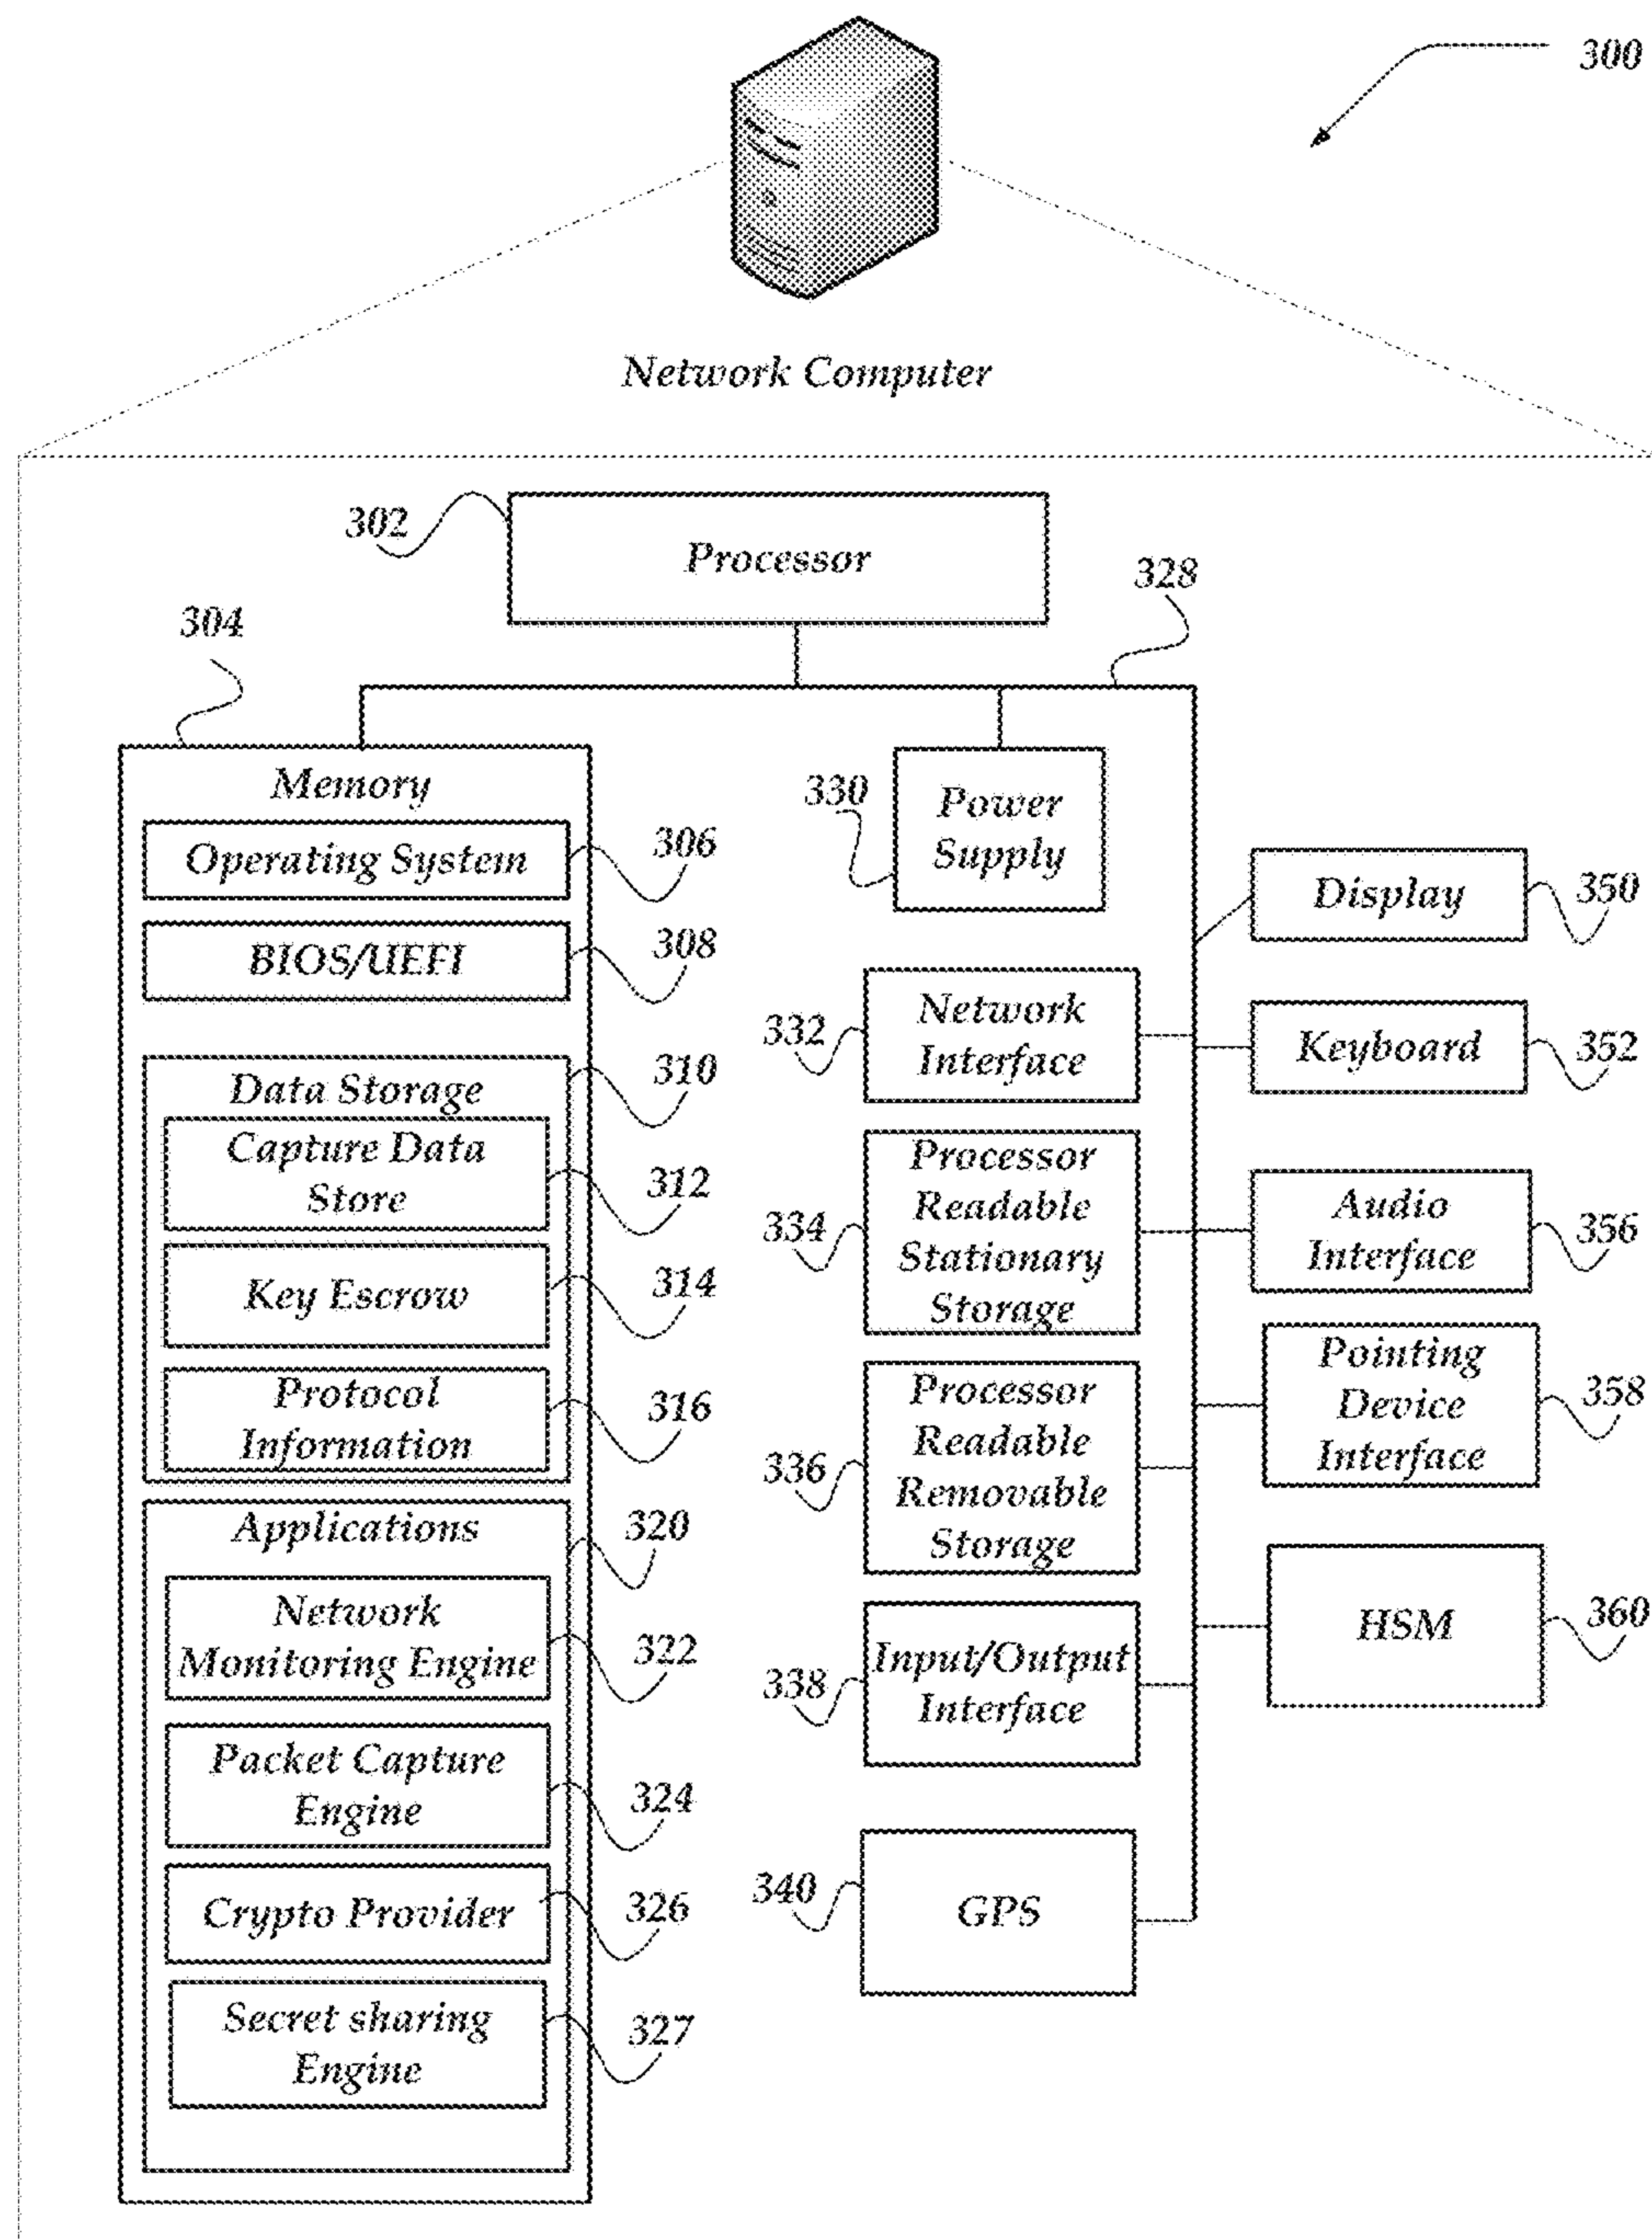 300
Network Computer
302
Processor
328
304
Memory
Operating System
306
BIOS/UEFI
308
Data Storage
310
Capture Data
Store
312
Key Escrow
314
Protocol
Information
316
Applications
320
Network
Monitoring Engine
322
Packet Capture
Engine
324
Crypto Provider
326
Secret sharing
Engine
327
330
Power
Supply
332
Network
Interface
334
Processor
Readable
Stationary
Storage
336
Processor
Readable
Removable
Storage
338
Input/Output
Interface
340
GPS
Display
350
Keyboard
352
Audio
Interface
356
Pointing
Device
Interface
358
HSM
360